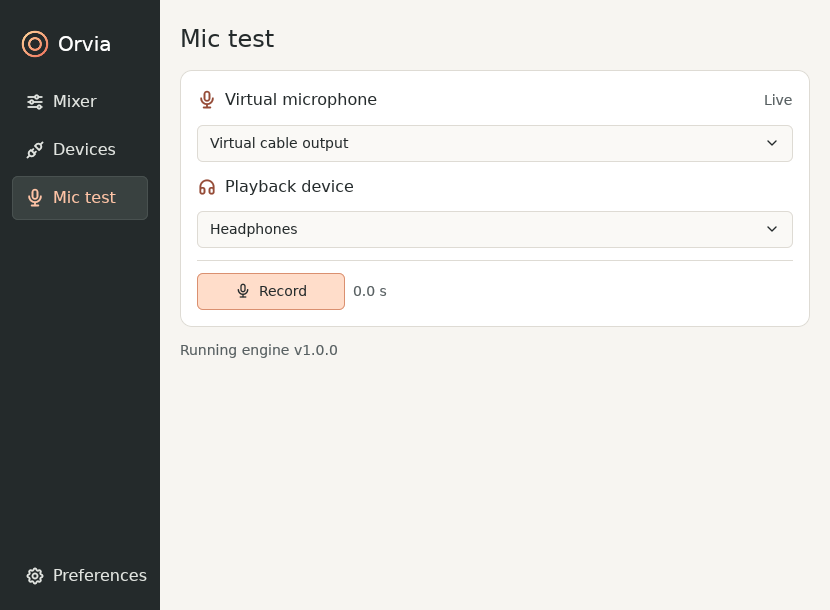 Orvia
Mixer
Devices
Mic test
Preferences
Mic test
Virtual microphone
Live
Virtual cable output
Playback device
Headphones
Record
0.0 s
Running engine v1.0.0